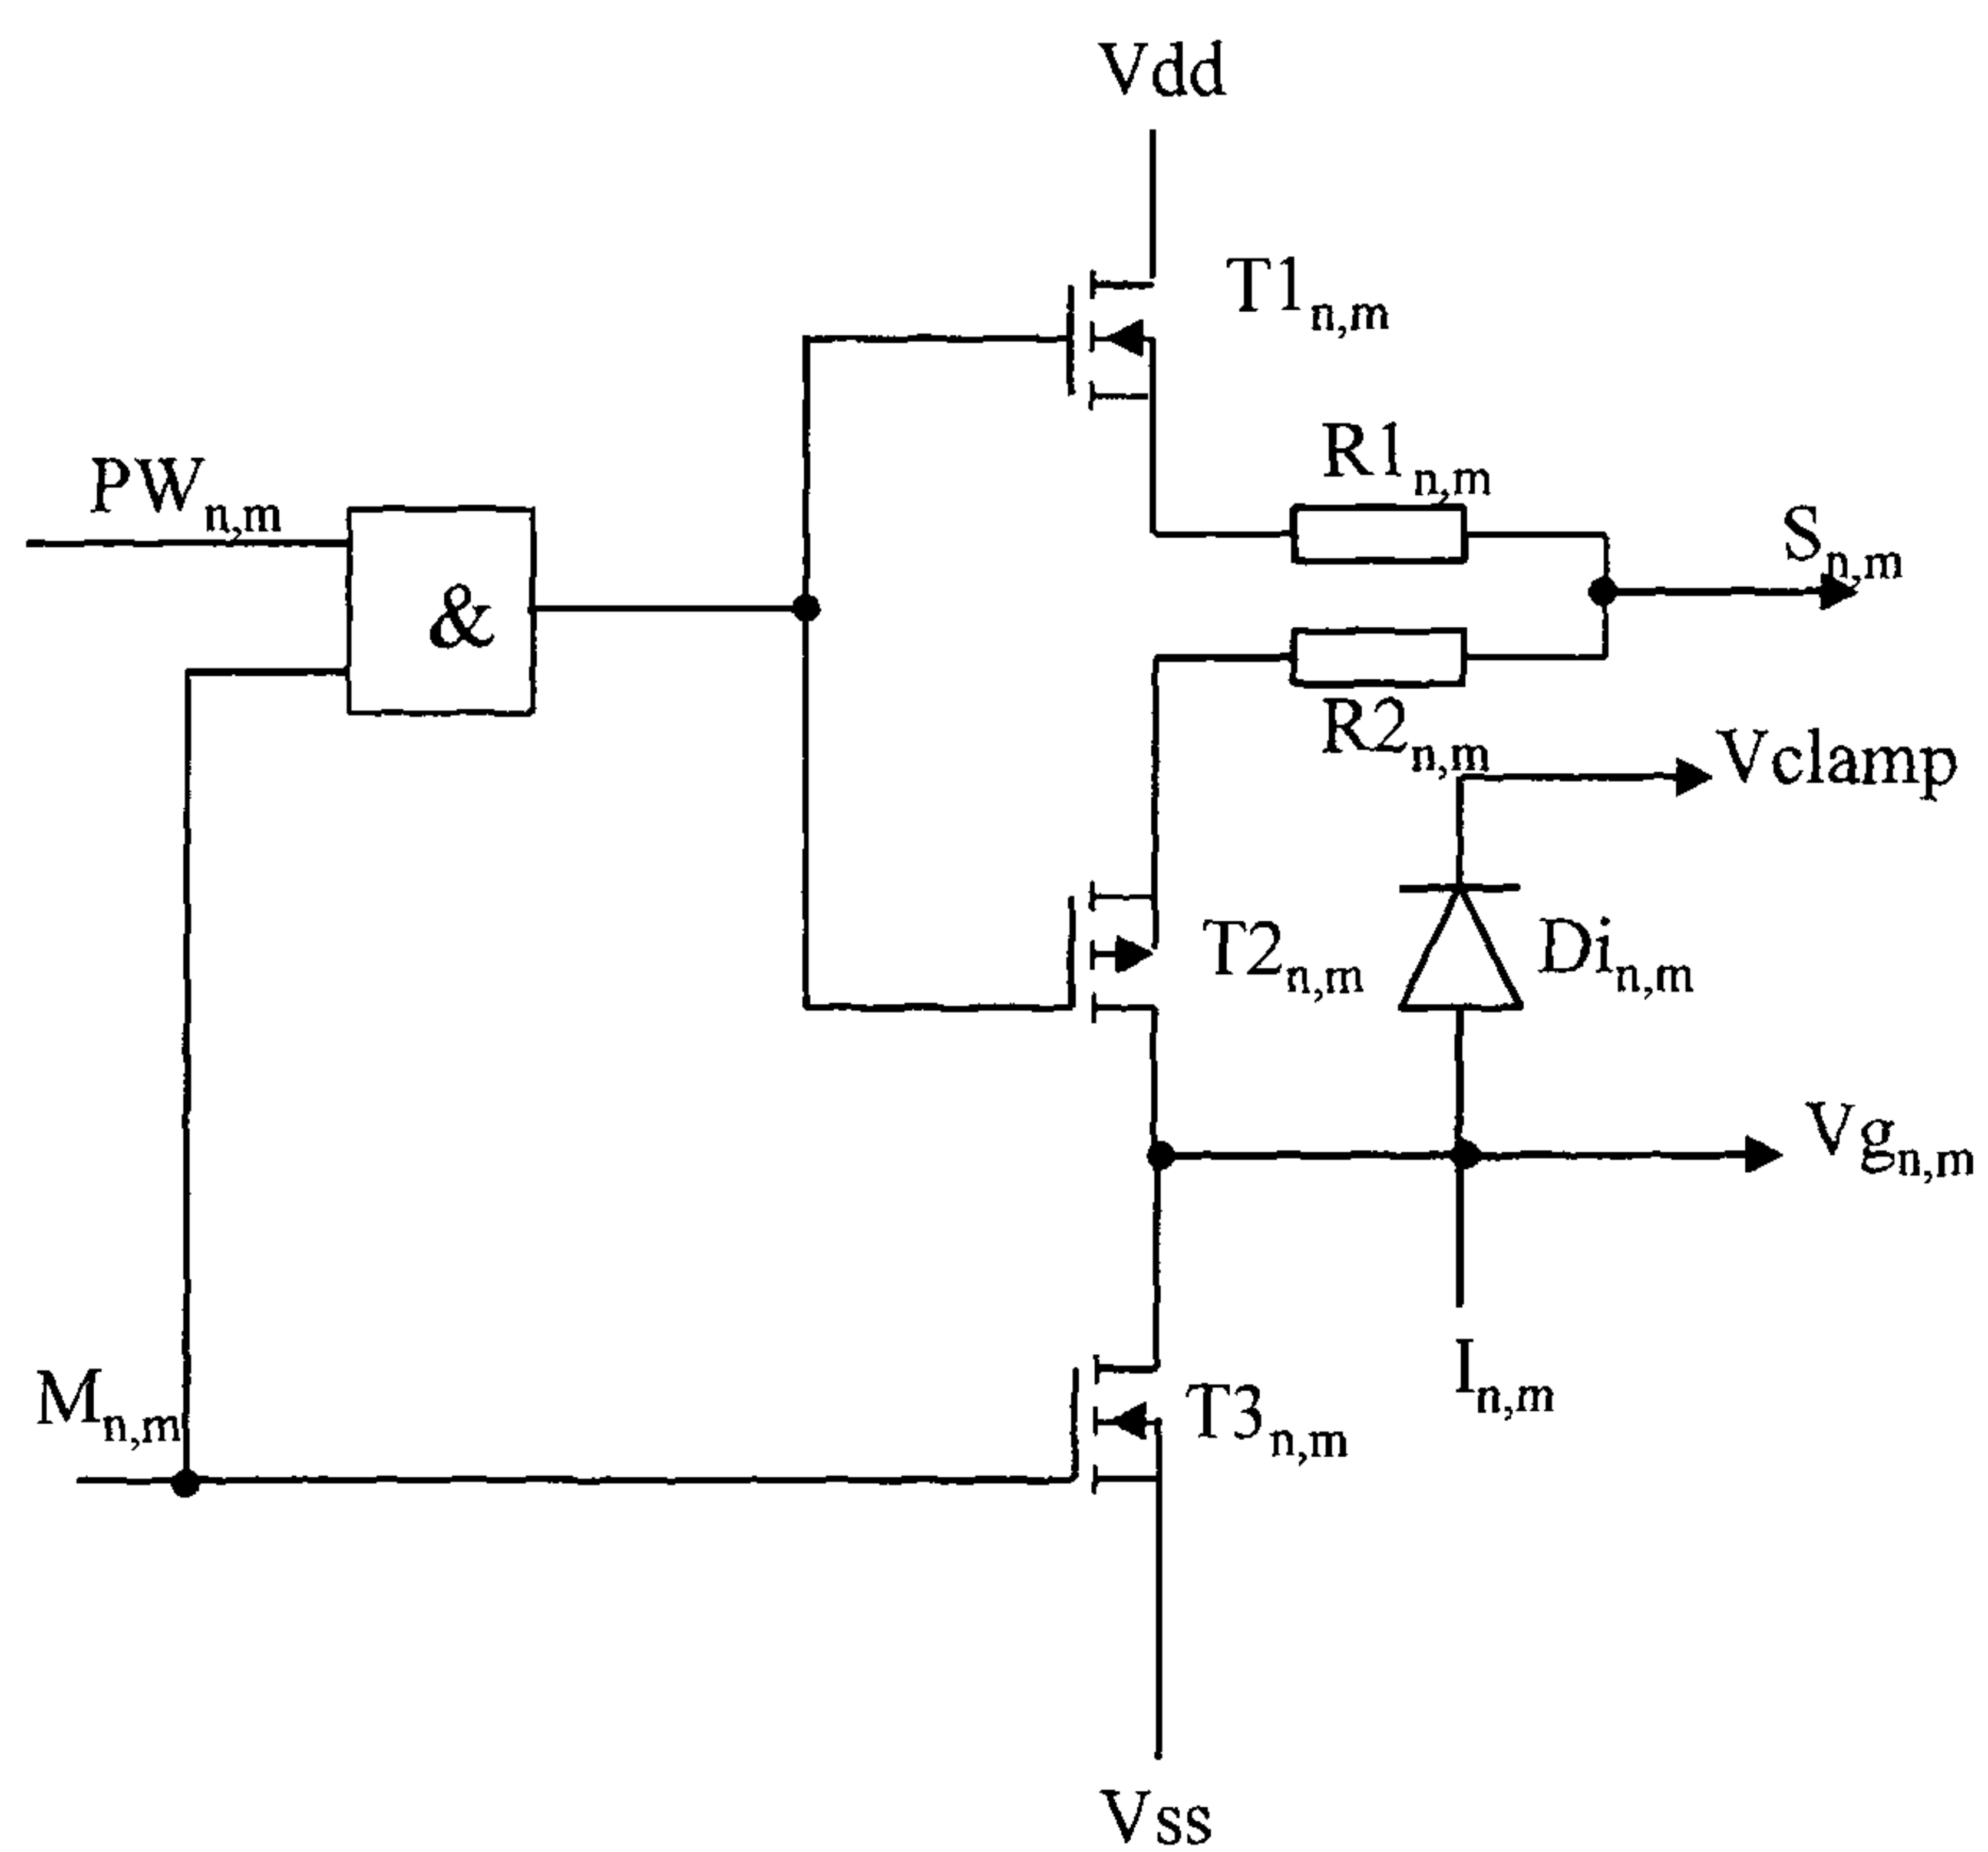 Vdd
T1n,m
R1n,m
PWn,m
Sn,m
&
R2n,m
Vclamp
T2n,m
Din,m
Vgn,m
In,m
Mn,m
T3n,m
Vss